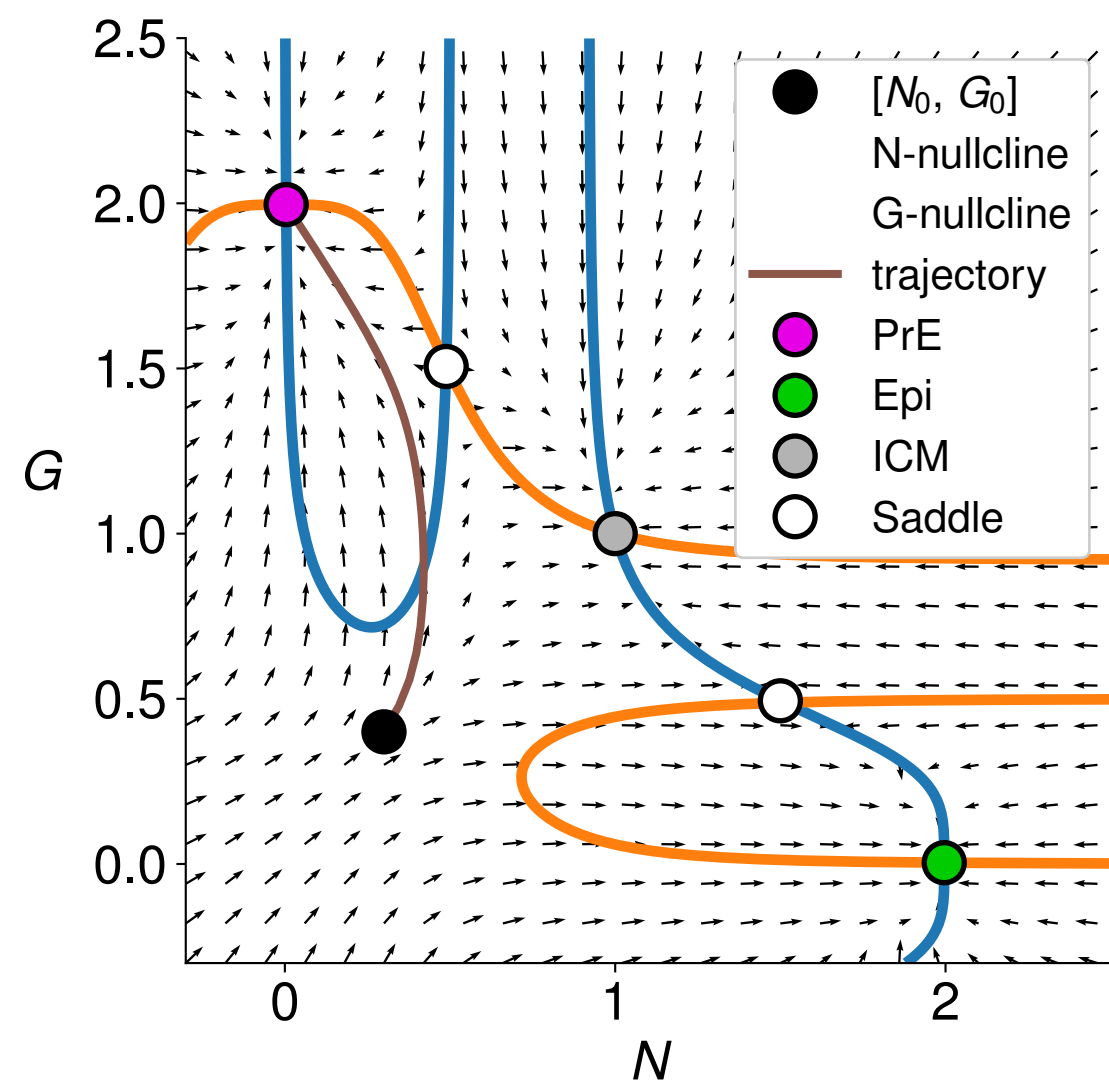 2.5
2.0
1.5
1.0
0.5
0.0
G
0
1
2
N
[N₀, G₀]
N-nullcline
G-nullcline
trajectory
PrE
Epi
ICM
Saddle